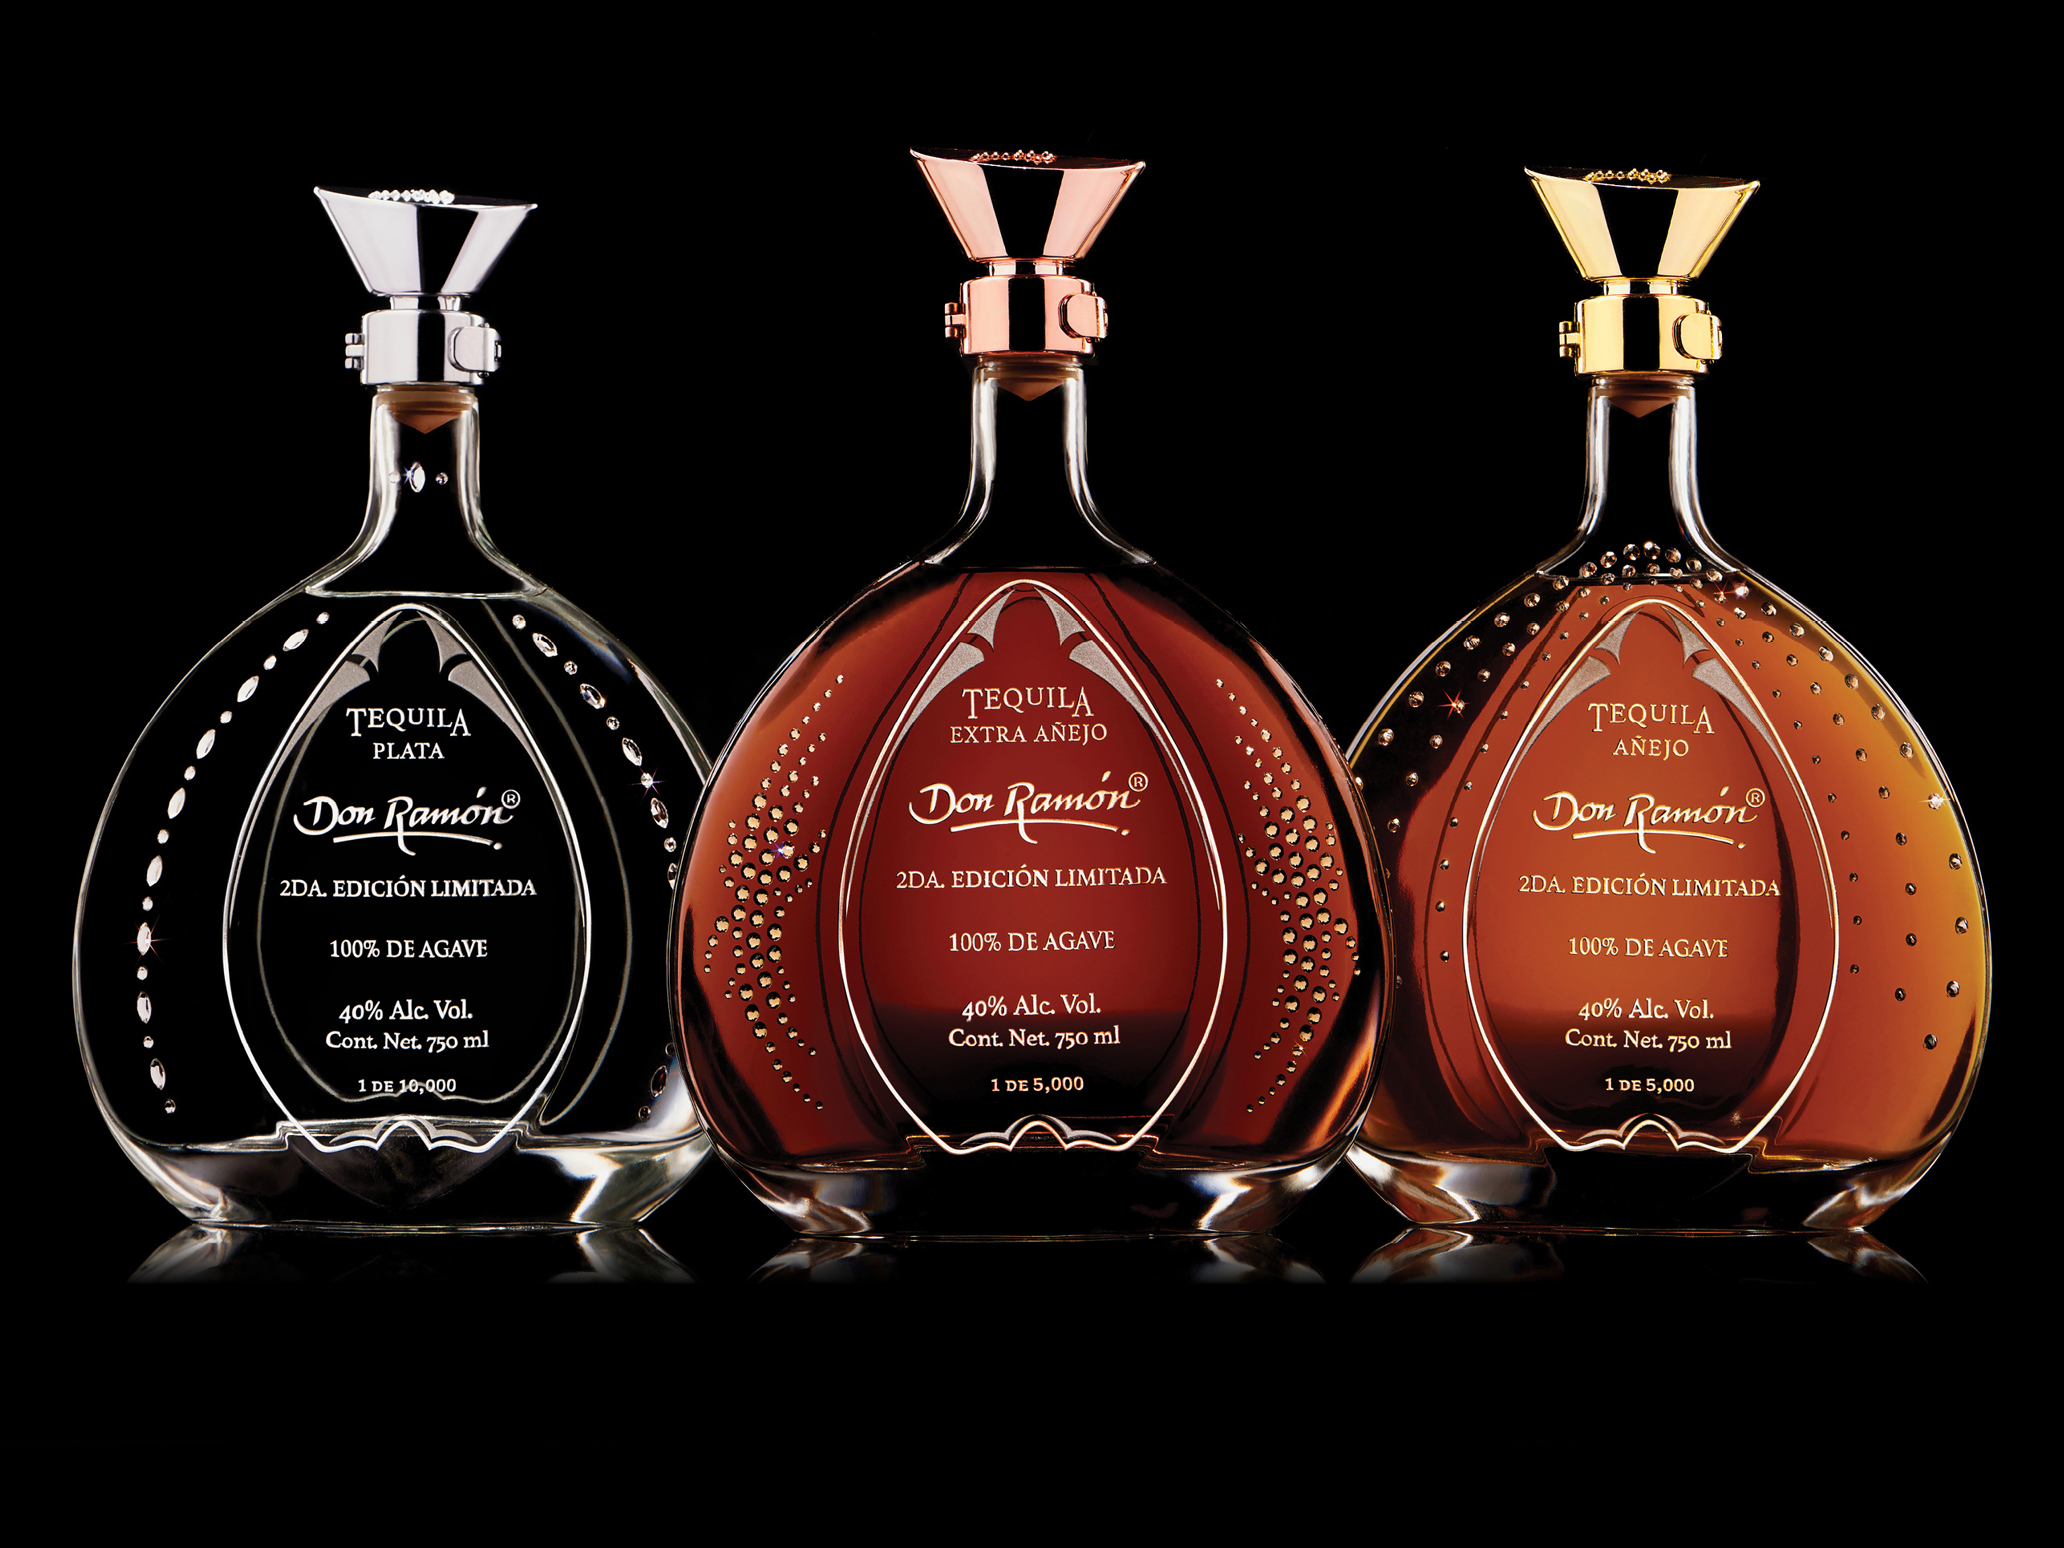 TEQUILA
PLATA
Don Ramón®
2DA. EDICIÓN LIMITADA
100% DE AGAVE
40% Alc. Vol.
Cont. Net. 750 ml
1 DE 10,000
TEQUILA
EXTRA AÑEJO
Don Ramón®
2DA. EDICIÓN LIMITADA
100% DE AGAVE
40% Alc. Vol.
Cont. Net. 750 ml
1 DE 5,000
TEQUILA
AÑEJO
Don Ramón®
2DA. EDICIÓN LIMITADA
100% DE AGAVE
40% Alc. Vol.
Cont. Net. 750 ml
1 DE 5,000